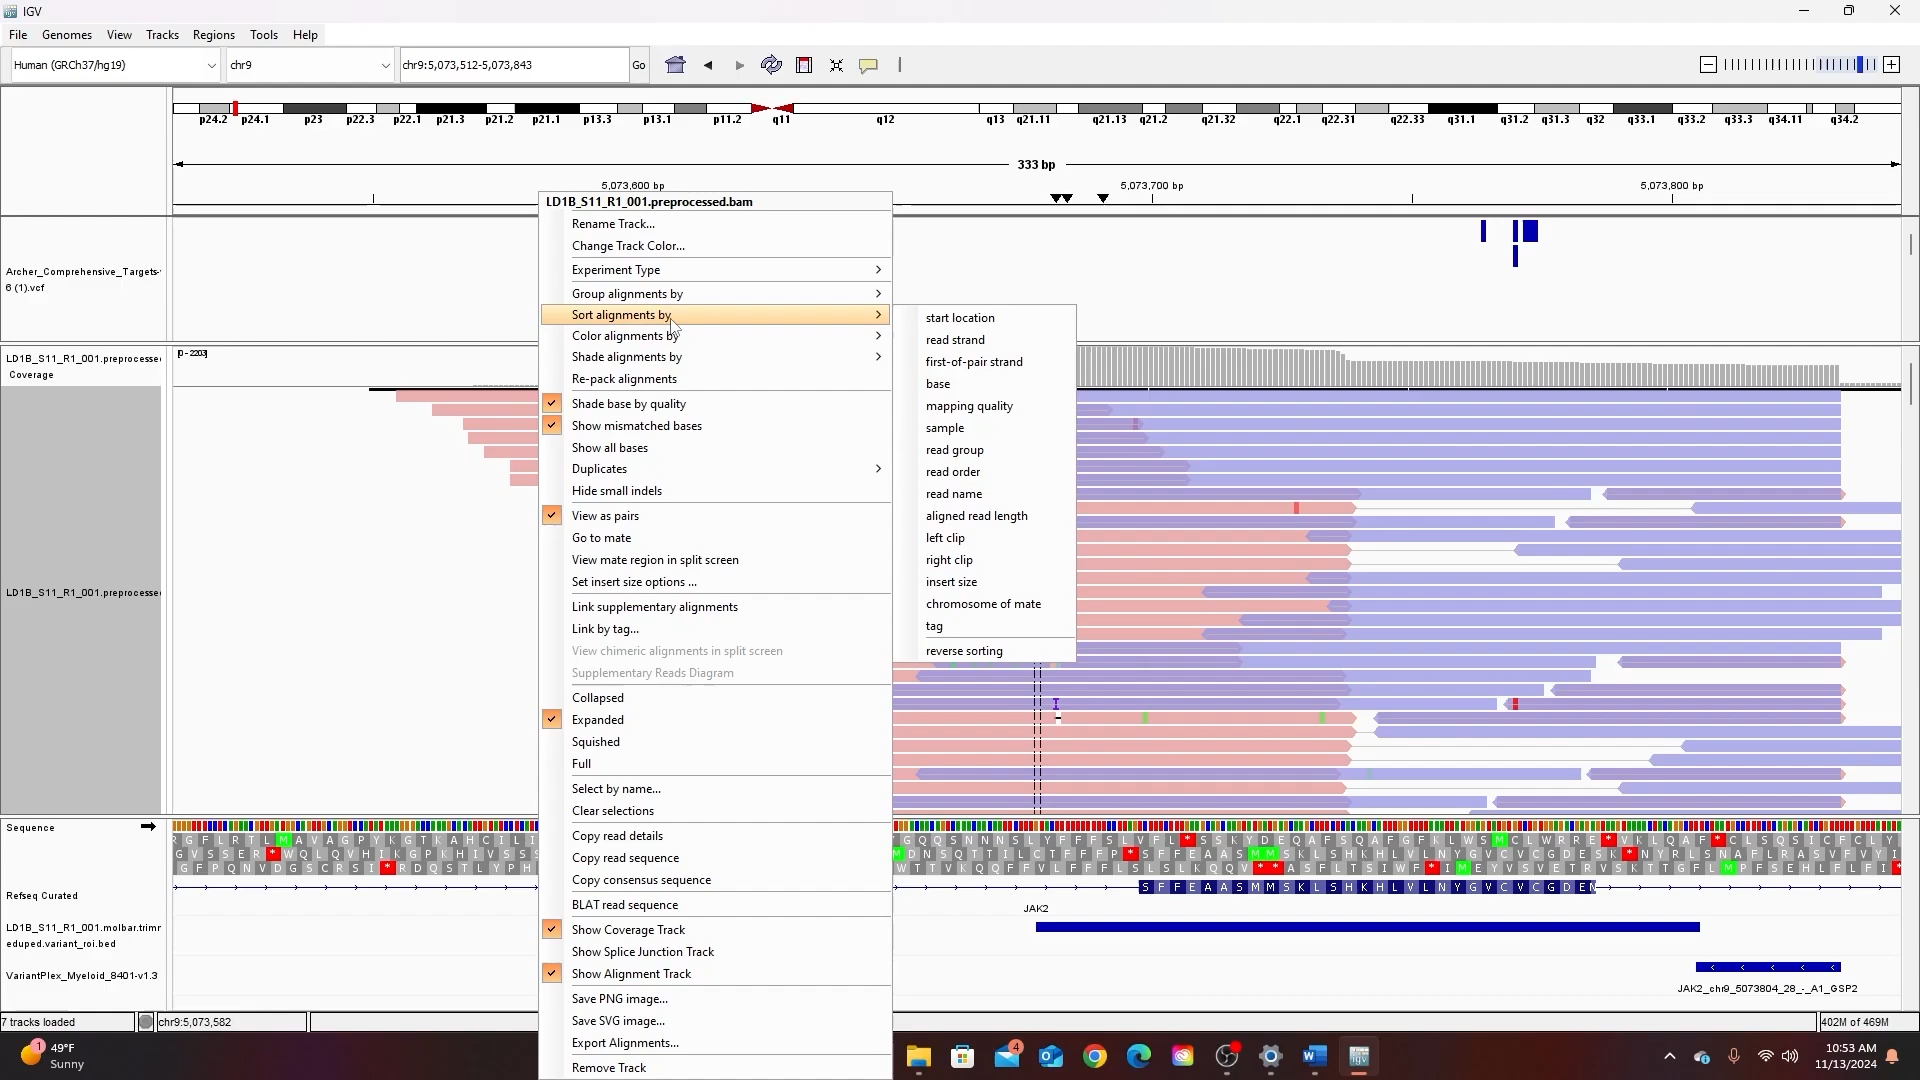 IGV
File Genomes View Tracks Regions Tools Help
Human (GRCh37/hg19) chr9 chr9:5,073,512-5,073,843 Go
p24.2 p24.1 p23 p22.3 p22.1 p21.3 p21.2 p21.1 p13.3 p13.1 p11.2 q11 q12 q13 q21.11 q21.13 q21.2 q21.32 q22.1 q22.31 q22.33 q31.1 q31.2 q31.3 q32 q33.1 q33.2 q33.3 q34.11 q34.2
333 bp
5,073,600 bp 5,073,700 bp 5,073,800 bp
Archer_Comprehensive_Targets-
6 (1).vcf
LD1B_S11_R1_001.preprocesse
Coverage
[0 - 2203]
LD1B_S11_R1_001.preprocesse
LD1B_S11_R1_001.preprocessed.bam
Rename Track...
Change Track Color...
Experiment Type
Group alignments by
Sort alignments by
Color alignments by
Shade alignments by
Re-pack alignments
Shade base by quality
Show mismatched bases
Show all bases
Duplicates
Hide small indels
View as pairs
Go to mate
View mate region in split screen
Set insert size options ...
Link supplementary alignments
Link by tag...
View chimeric alignments in split screen
Supplementary Reads Diagram
Collapsed
Expanded
Squished
Full
Select by name...
Clear selections
Copy read details
Copy read sequence
Copy consensus sequence
BLAT read sequence
Show Coverage Track
Show Splice Junction Track
Show Alignment Track
Save PNG image...
Save SVG image...
Export Alignments...
Remove Track
start location
read strand
first-of-pair strand
base
mapping quality
sample
read group
read order
read name
aligned read length
left clip
right clip
insert size
chromosome of mate
tag
reverse sorting
I
Sequence
Refseq Curated
S F F E A A S M M S K L S H K H L V L N Y G V C V C G D E N
JAK2
LD1B_S11_R1_001.molbar.trimr
eduped.variant_roi.bed
VariantPlex_Myeloid_8401-v1.3
JAK2_chr9_5073804_28_-_A1_GSP2
7 tracks loaded chr9:5,073,582 402M of 469M
1 49°F
Sunny
4
10:53 AM
11/13/2024